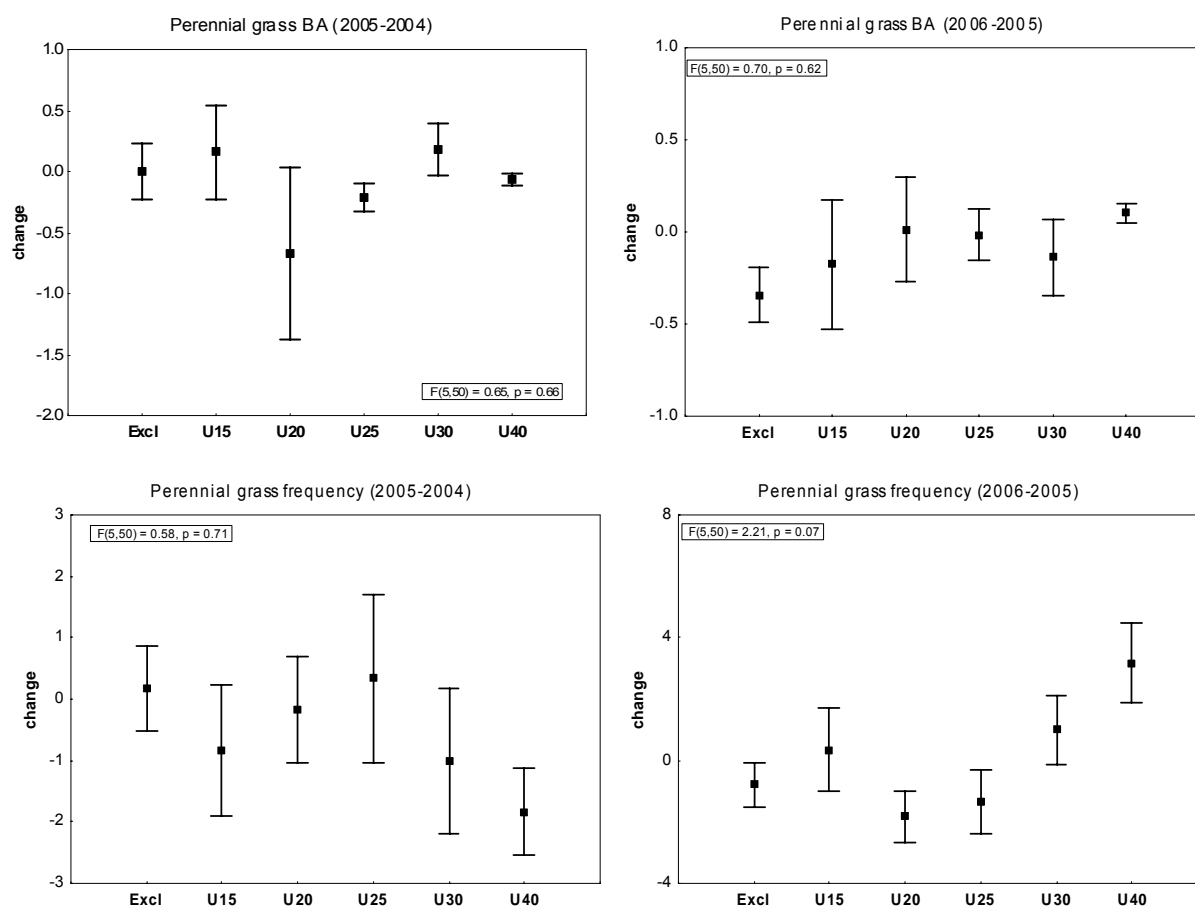 Perennial grass BA (2005-2004)
1.0
0.5
0.0
-0.5
-1.0
-1.5
-2.0
change
F(5,50) = 0.65, p = 0.66
Excl U15 U20 U25 U30 U40
Perennial grass BA (2006-2005)
F(5,50) = 0.70, p = 0.62
1.0
0.5
0.0
-0.5
-1.0
change
Excl U15 U20 U25 U30 U40
Perennial grass frequency (2005-2004)
F(5,50) = 0.58, p = 0.71
3
2
1
0
-1
-2
-3
change
Excl U15 U20 U25 U30 U40
Perennial grass frequency (2006-2005)
F(5,50) = 2.21, p = 0.07
8
4
0
-4
change
Excl U15 U20 U25 U30 U40